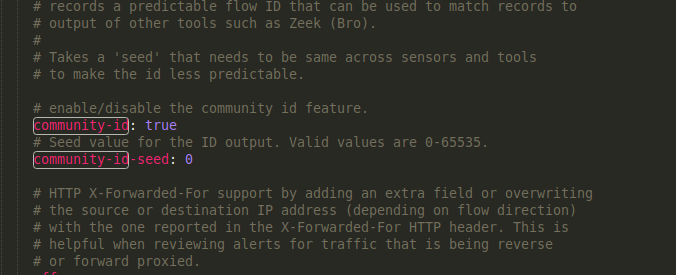 # records a predictable flow ID that can be used to match records to
# output of other tools such as Zeek (Bro).
#
# Takes a 'seed' that needs to be same across sensors and tools
# to make the id less predictable.
# enable/disable the community id feature.
community-id: true
# Seed value for the ID output. Valid values are 0-65535.
community-id-seed: 0
# HTTP X-Forwarded-For support by adding an extra field or overwriting
# the source or destination IP address (depending on flow direction)
# with the one reported in the X-Forwarded-For HTTP header. This is
# helpful when reviewing alerts for traffic that is being reverse
# or forward proxied.